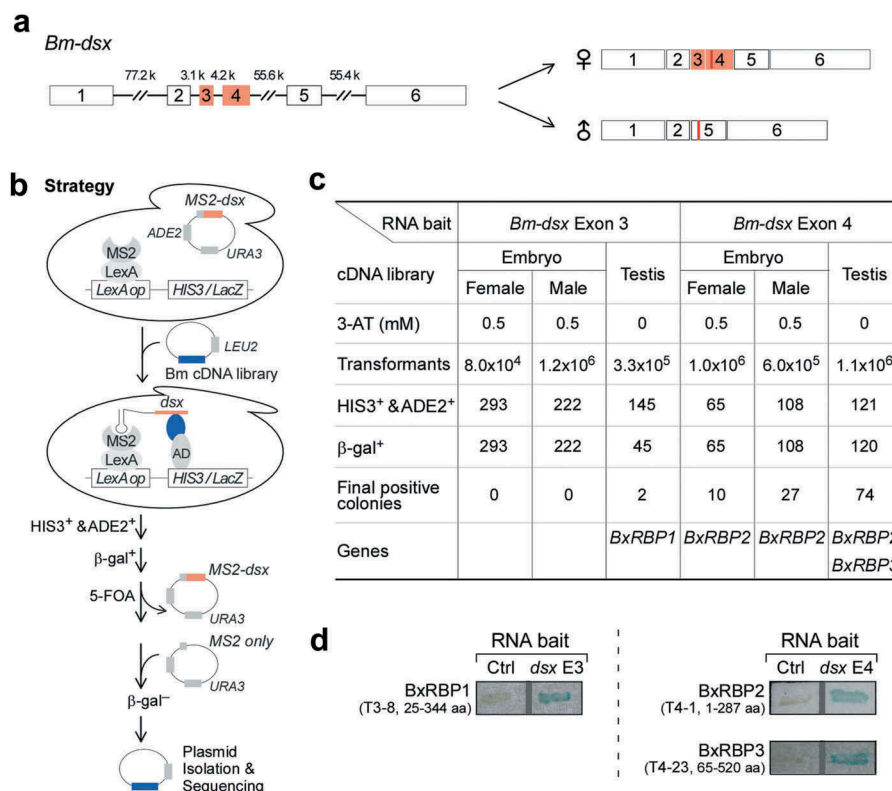 a
Bm-dsx
77.2 k 3.1 k 4.2 k 55.6 k 55.4 k
1 2 3 4 5 6
♀ 1 2 3 4 5 6
♂ 1 2 5 6
b Strategy
MS2-dsx
ADE2
URA3
MS2
LexA
LexA op HIS3/LacZ
LEU2
Bm cDNA library
dsx
MS2
LexA
AD
LexA op HIS3/LacZ
HIS3⁺ &ADE2⁺
β-gal⁺
MS2-dsx
5-FOA
URA3
MS2 only
URA3
β-gal⁻
Plasmid
Isolation &
Sequencing
c
RNA bait Bm-dsx Exon 3 Bm-dsx Exon 4
cDNA library Embryo Testis Embryo Testis
Female Male Female Male
3-AT (mM) 0.5 0.5 0 0.5 0.5 0
Transformants 8.0x10⁴ 1.2x10⁶ 3.3x10⁵ 1.0x10⁶ 6.0x10⁵ 1.1x10⁶
HIS3⁺ &ADE2⁺ 293 222 145 65 108 121
β-gal⁺ 293 222 45 65 108 120
Final positive
colonies 0 0 2 10 27 74
Genes BxRBP1 BxRBP2 BxRBP2 BxRBP2
BxRBP3
d
RNA bait
Ctrl dsx E3
BxRBP1
(T3-8, 25-344 aa)
RNA bait
Ctrl dsx E4
BxRBP2
(T4-1, 1-287 aa)
BxRBP3
(T4-23, 65-520 aa)